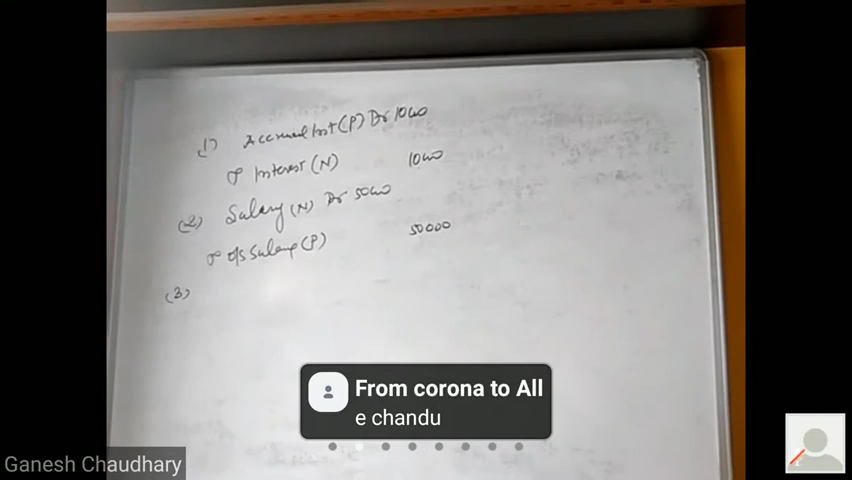 (1) Accrued Int (P) Dr 1000
To Interest (N) 1000
(2) Salary (N) Dr 5000
To o/s Salary (P) 50000
(3)
From corona to All
e chandu
Ganesh Chaudhary